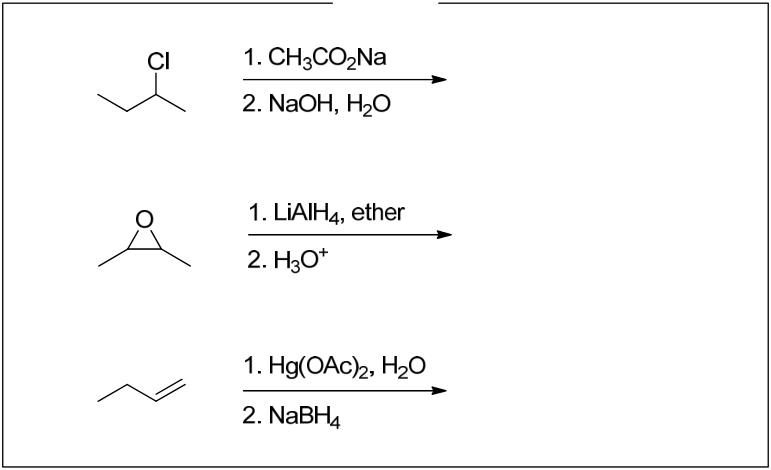 Cl
1. CH₃CO₂Na
2. NaOH, H₂O
O
1. LiAlH₄, ether
2. H₃O⁺
1. Hg(OAc)₂, H₂O
2. NaBH₄